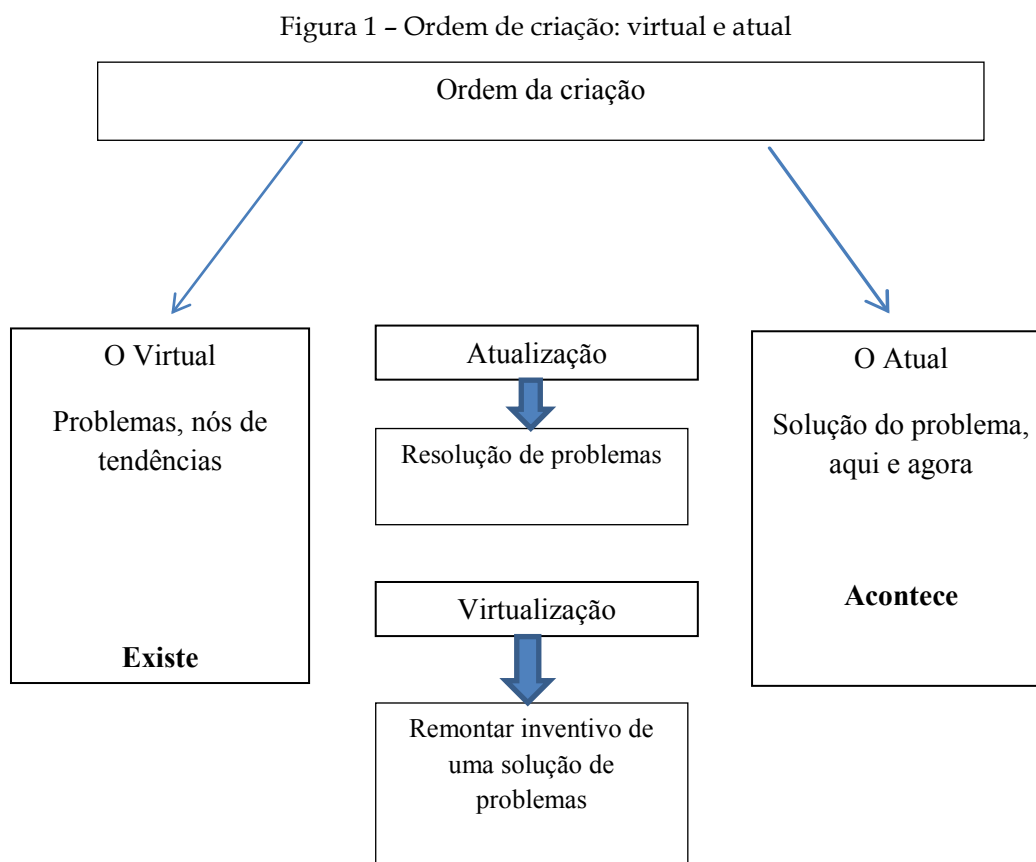 Figura 1 – Ordem de criação: virtual e atual
Ordem da criação
O Virtual
Problemas, nós de
tendências
Existe
Atualização
Resolução de problemas
Virtualização
Remontar inventivo de
uma solução de
problemas
O Atual
Solução do problema,
aqui e agora
Acontece